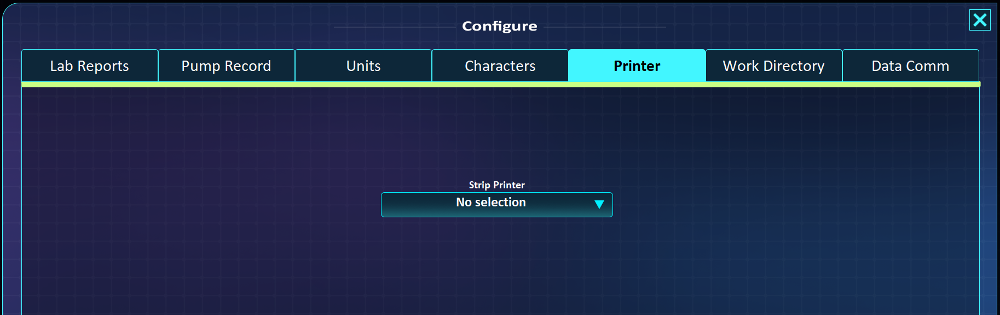 Configure
Lab Reports
Pump Record
Units
Characters
Printer
Work Directory
Data Comm
Strip Printer
No selection